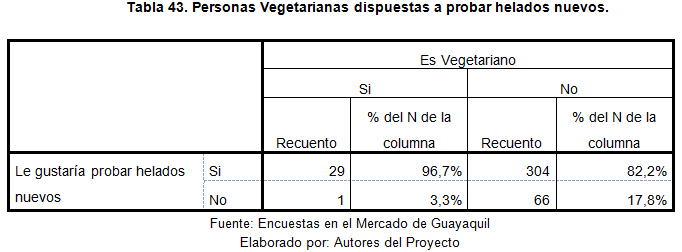 Tabla 43. Personas Vegetarianas dispuestas a probar helados nuevos.
Es Vegetariano
Si No
% del N de la % del N de la
Recuento columna Recuento columna
Le gustaría probar helados Si 29 96,7% 304 82,2%
nuevos No 1 3,3% 66 17,8%
Fuente: Encuestas en el Mercado de Guayaquil
Elaborado por: Autores del Proyecto